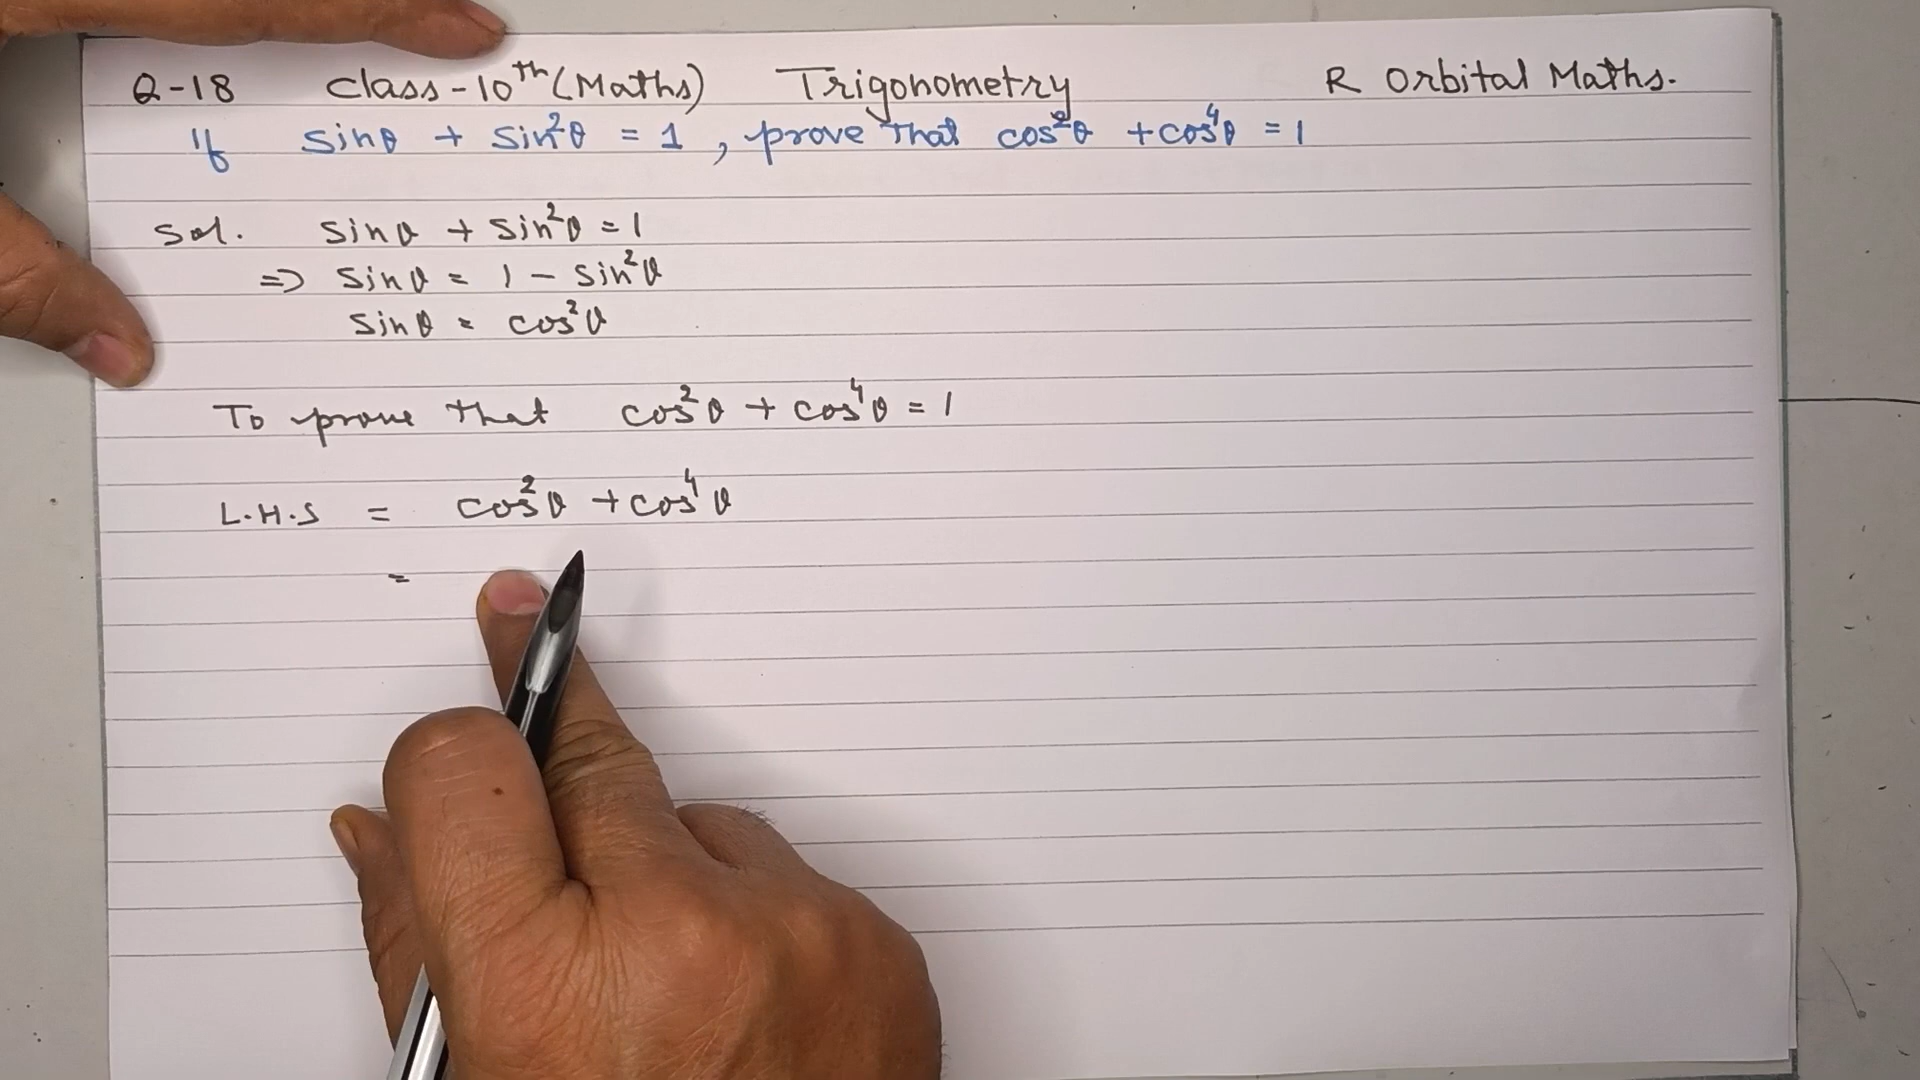 Q-18 Class-10th (Maths) Trigonometry R Orbital Maths.
If sinθ + sin²θ = 1, prove that cos²θ + cos⁴θ = 1
Sol. sinθ + sin²θ = 1
=> sinθ = 1 - sin²θ
sinθ = cos²θ
To prove that cos²θ + cos⁴θ = 1
L.H.S = cos²θ + cos⁴θ
=